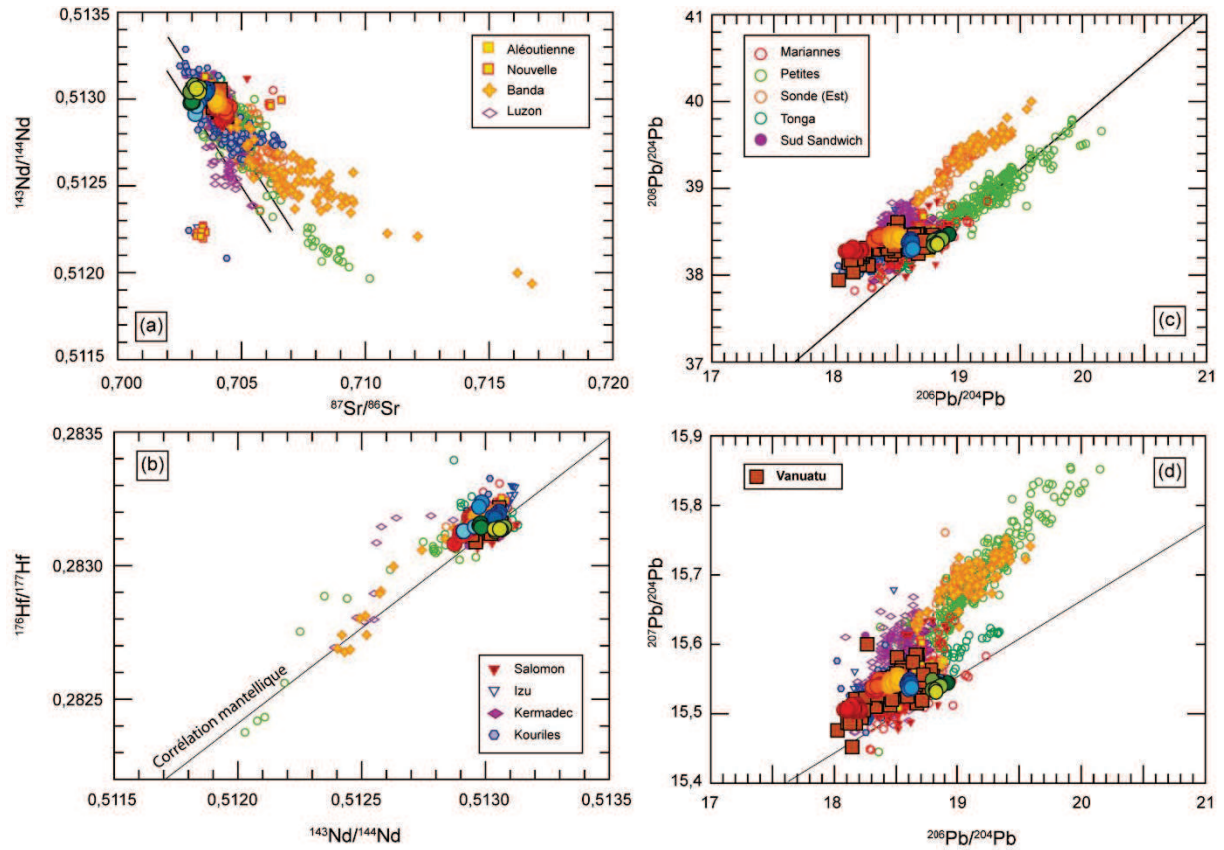 0,5135
0,5130
0,5125
0,5120
0,5115
¹⁴³Nd/¹⁴⁴Nd
Aléoutienne
Nouvelle
Banda
Luzon
(a)
0,700
0,705
0,710
0,715
0,720
⁸⁷Sr/⁸⁶Sr
41
40
39
38
37
²⁰⁸Pb/²⁰⁴Pb
Mariannes
Petites
Sonde (Est)
Tonga
Sud Sandwich
(c)
17
18
19
20
21
²⁰⁶Pb/²⁰⁴Pb
0,2835
0,2830
0,2825
¹⁷⁶Hf/¹⁷⁷Hf
(b)
Corrélation mantellique
Salomon
Izu
Kermadec
Kouriles
0,5115
0,5120
0,5125
0,5130
0,5135
¹⁴³Nd/¹⁴⁴Nd
15,9
15,8
15,7
15,6
15,5
15,4
²⁰⁷Pb/²⁰⁴Pb
Vanuatu
(d)
17
18
19
20
21
²⁰⁶Pb/²⁰⁴Pb